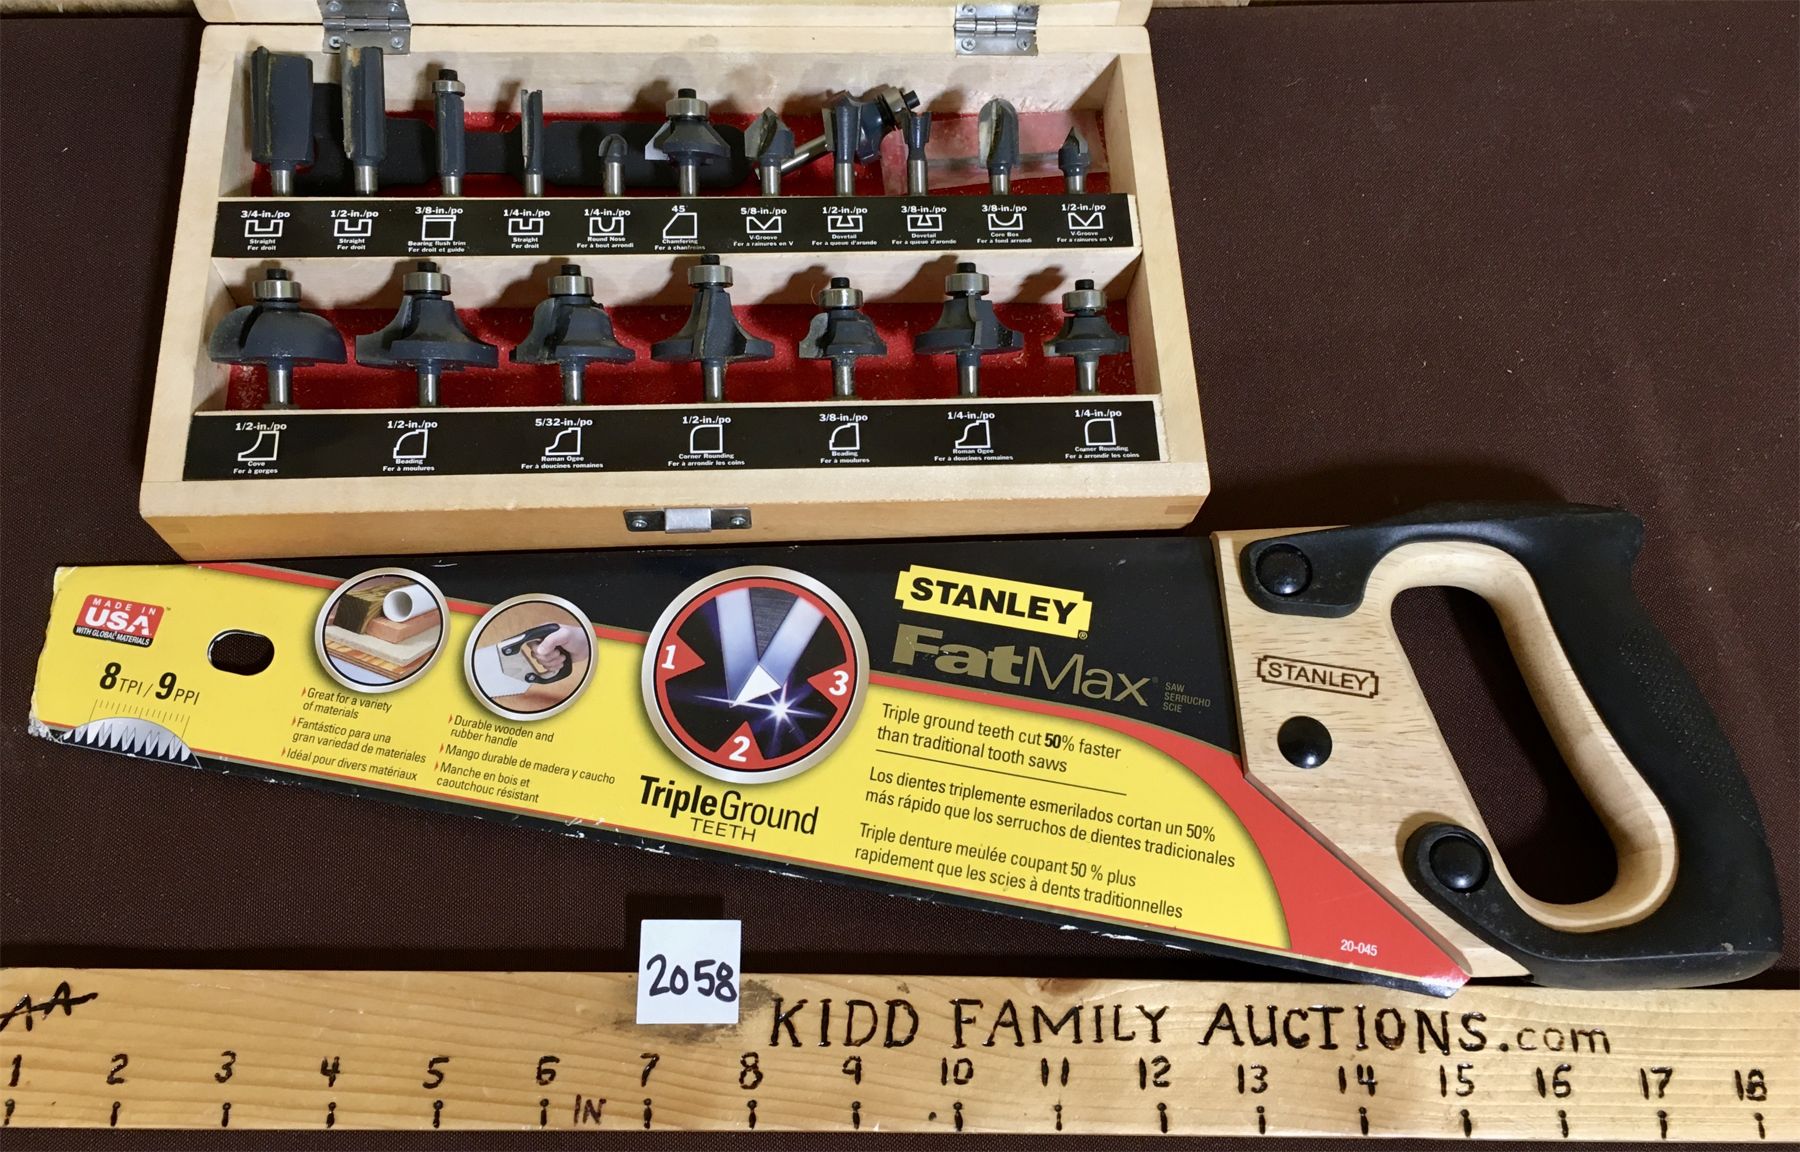 3/4-in./po
Straight
Fer droit
1/2-in./po
Straight
Fer droit
3/8-in./po
Bearing flush trim
Fer droit et guide
1/4-in./po
Straight
Fer droit
1/4-in./po
Round Nose
Fer à bout arrondi
45
Chamfering
Fer à chanfreins
5/8-in./po
V-Groove
Fer a rainures en V
1/2-in./po
Dovetail
Fer a queue d'aronde
3/8-in./po
Dovetail
Fer a queue d'aronde
3/8-in./po
Core Box
Fer a fond arrondi
1/2-in./po
V-Groove
Fer a rainures en V
1/2-in./po
Cove
Fer à gorges
1/2-in./po
Beading
Fer à moulures
5/32-in./po
Roman Ogee
Fer à doucines romaines
1/2-in./po
Corner Rounding
Fer à arrondir les coins
3/8-in./po
Beading
Fer à moulures
1/4-in./po
Roman Ogee
Fer à doucines romaines
1/4-in./po
Corner Rounding
Fer à arrondir les coins
MADE IN
USA
WITH GLOBAL MATERIALS
8 TPI / 9 PPI
Great for a variety
of materials
Fantástico para una
gran variedad de materiales
Idéal pour divers matériaux
Durable wooden and
rubber handle
Mango durable de madera y caucho
Manche en bois et
caoutchouc résistant
1
2
3
TripleGround
TEETH
STANLEY®
FatMax®
SAW
SERRUCHO
SCIE
Triple ground teeth cut 50% faster
than traditional tooth saws
Los dientes triplemente esmerilados cortan un 50%
más rápido que los serruchos de dientes tradicionales
Triple denture meulée coupant 50 % plus
rapidement que les scies à dents traditionnelles
20-045
STANLEY
2058
AA
KIDD FAMILY AUCTIONS.com
1 2 3 4 5 6 7 8 9 10 11 12 13 14 15 16 17 18
IN